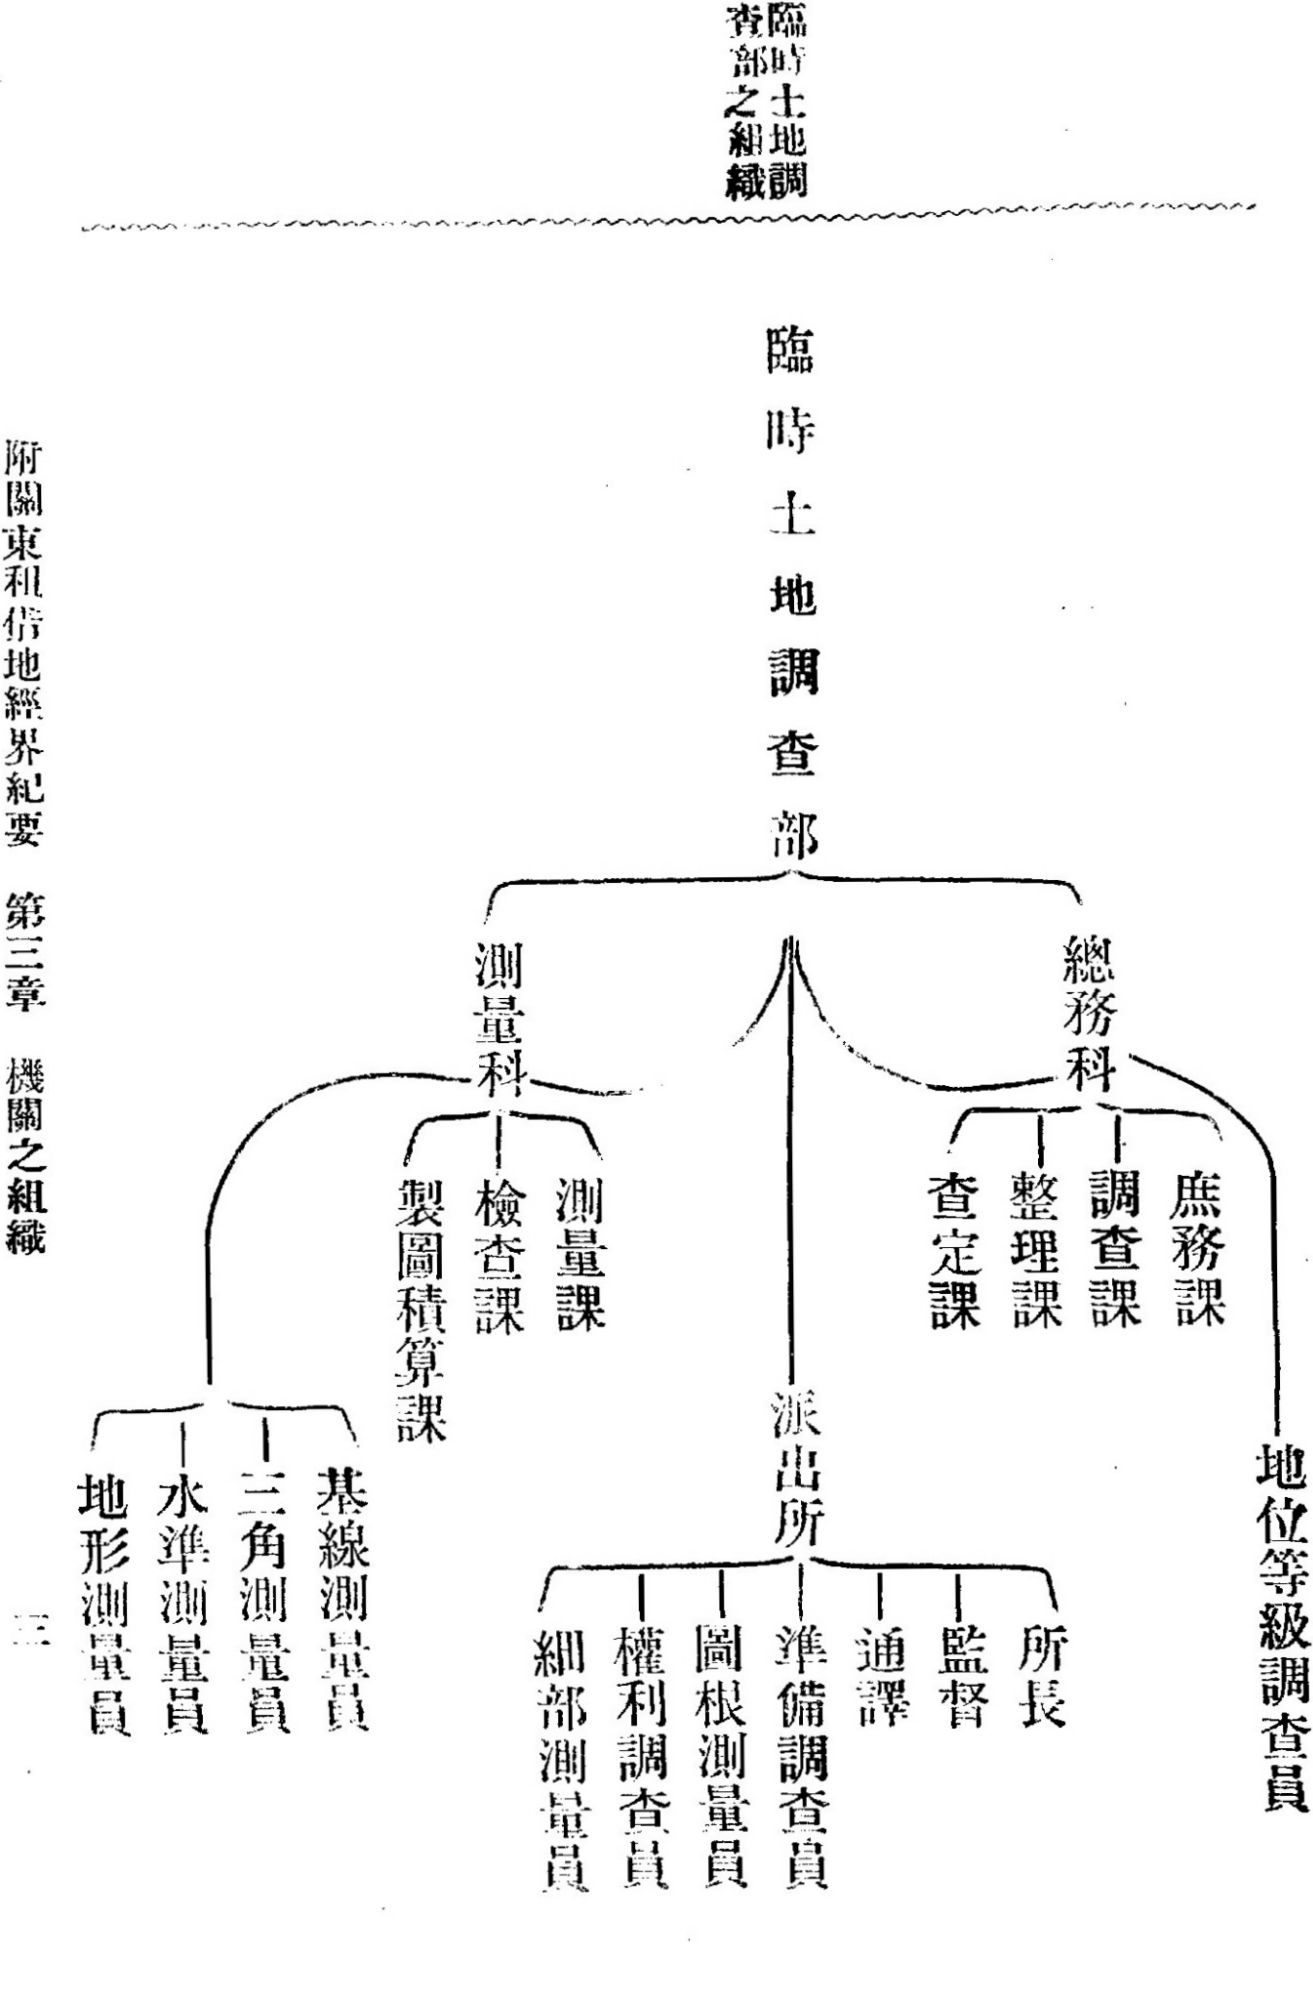 臨時土地調
查部之組織
臨時土地調查部
總務科
測量科
庶務課
調查課
整理課
查定課
測量課
檢查課
製圖積算課
地位等級調查員
派出所
所長
監督
通譯
準備調查員
圖根測量員
權利調查員
細部測量員
基線測量員
三角測量員
水準測量員
地形測量員
附關東租借地經界紀要　第三章　機關之組織